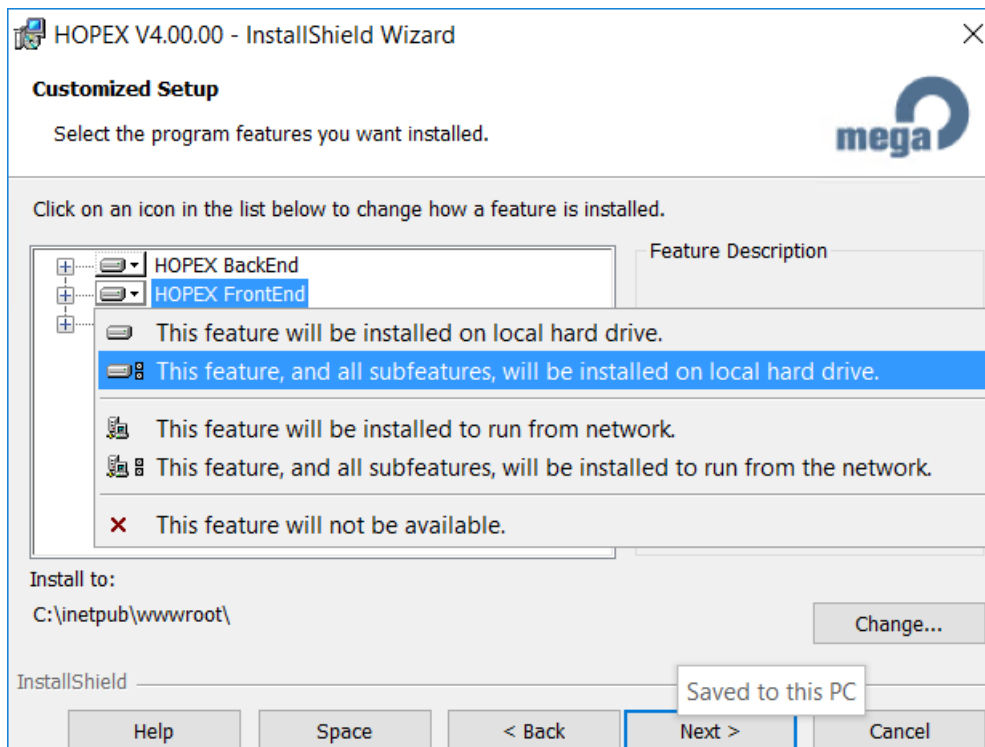 HOPEX V4.00.00 - InstallShield Wizard
Customized Setup
Select the program features you want installed.
mega
Click on an icon in the list below to change how a feature is installed.
HOPEX BackEnd
Feature Description
HOPEX FrontEnd
This feature will be installed on local hard drive.
This feature, and all subfeatures, will be installed on local hard drive.
This feature will be installed to run from network.
This feature, and all subfeatures, will be installed to run from the network.
This feature will not be available.
Install to:
C:\inetpub\wwwroot\
Change...
InstallShield
Saved to this PC
Help
Space
< Back
Next >
Cancel